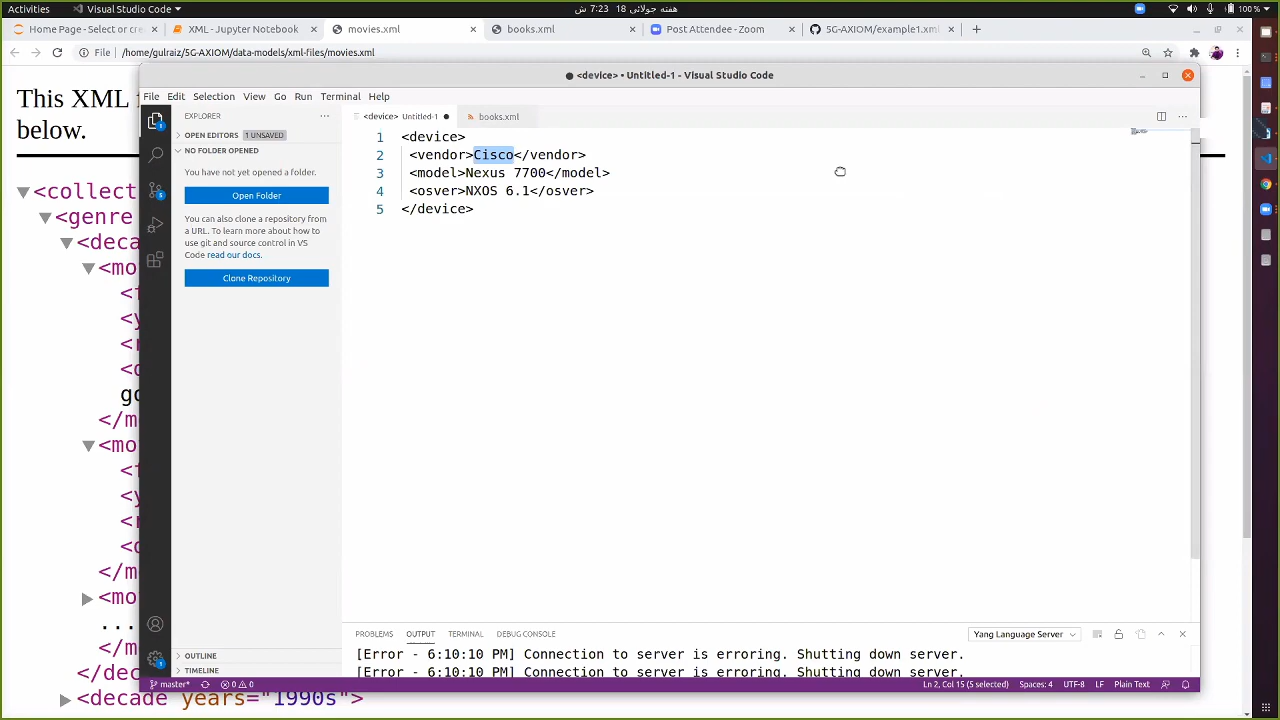 Activities Visual Studio Code هفته جولائی 18 7:23 ش 100 %
Home Page - Select or cre XML - Jupyter Notebook movies.xml books.xml Post Attendee - Zoom 5G-AXIOM/example1.xml
File /home/gulraiz/5G-AXIOM/data-models/xml-files/movies.xml
<device> • Untitled-1 - Visual Studio Code
File Edit Selection View Go Run Terminal Help
EXPLORER
<device> Untitled-1 books.xml
OPEN EDITORS 1 UNSAVED
NO FOLDER OPENED
You have not yet opened a folder.
Open Folder
You can also clone a repository from
a URL. To learn more about how to
use git and source control in VS
Code read our docs.
Clone Repository
OUTLINE
TIMELINE
1 <device>
2 <vendor>Cisco</vendor>
3 <model>Nexus 7700</model>
4 <osver>NXOS 6.1</osver>
5 </device>
PROBLEMS OUTPUT TERMINAL DEBUG CONSOLE Yang Language Server
[Error - 6:10:10 PM] Connection to server is erroring. Shutting down server.
[Error - 6:10:10 PM] Connection to server is erroring. Shutting down server.
master* 0 0 Ln 2, Col 15 (5 selected) Spaces: 4 UTF-8 LF Plain Text
This XML
below.
<collect
<genre
<deca
<mo
<
<y
<r
<d
go
</m
<mo
<
<y
<r
<d
</m
<mo
...
</m
</dec
<decade years="1990s">